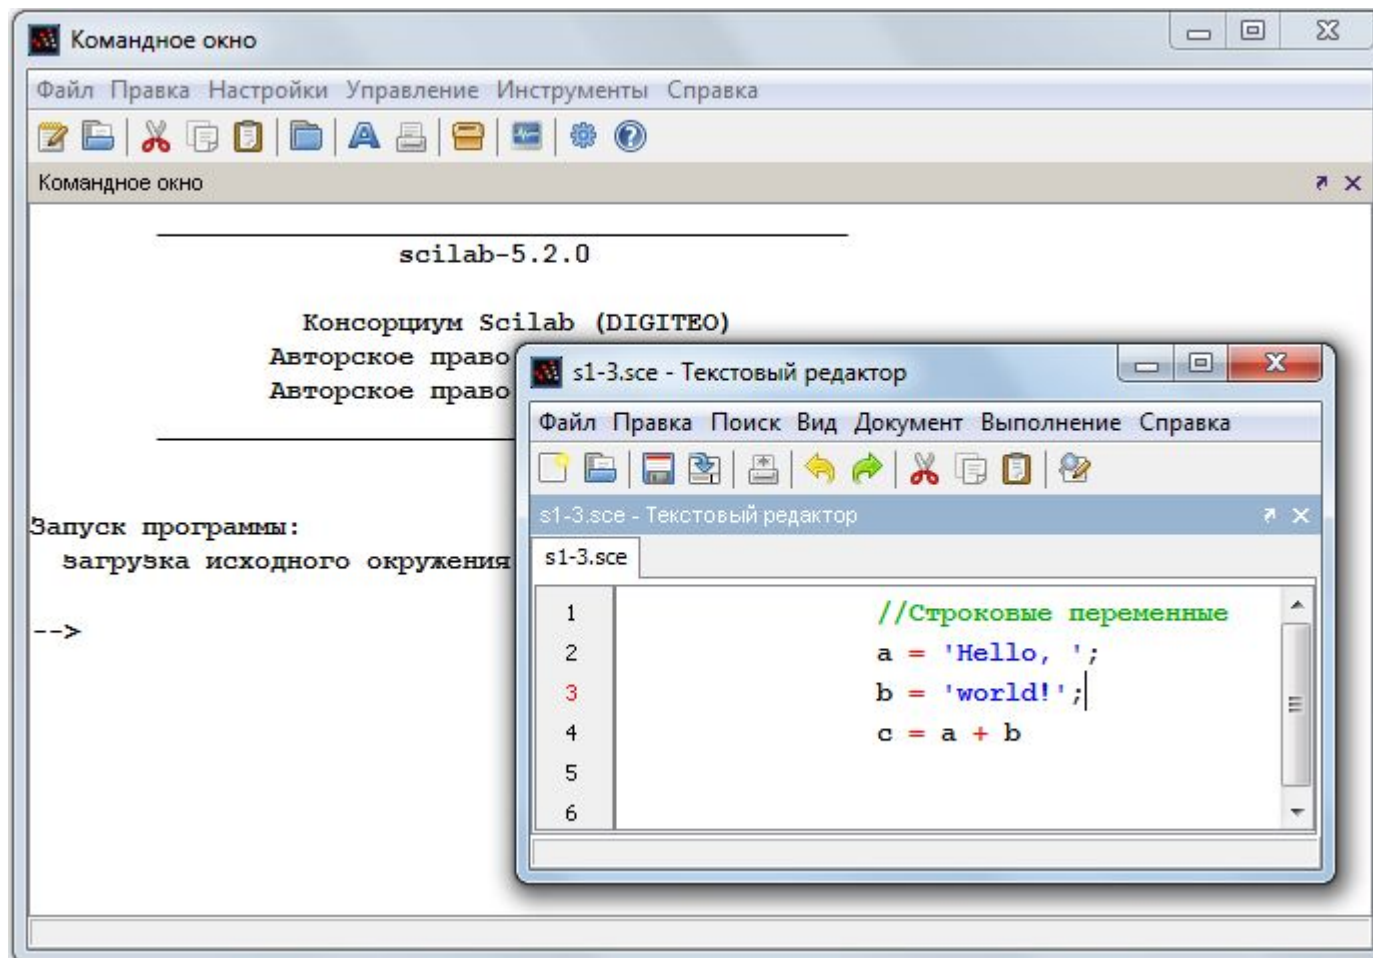 Командное окно
Файл Правка Настройки Управление Инструменты Справка
Командное окно
scilab-5.2.0
Консорциум Scilab (DIGITEO)
Авторское право
Авторское право
Запуск программы:
загрузка исходного окружения
-->
s1-3.sce - Текстовый редактор
Файл Правка Поиск Вид Документ Выполнение Справка
s1-3.sce - Текстовый редактор
s1-3.sce
1 //Строковые переменные
2 a = 'Hello, ';
3 b = 'world!';
4 c = a + b
5
6